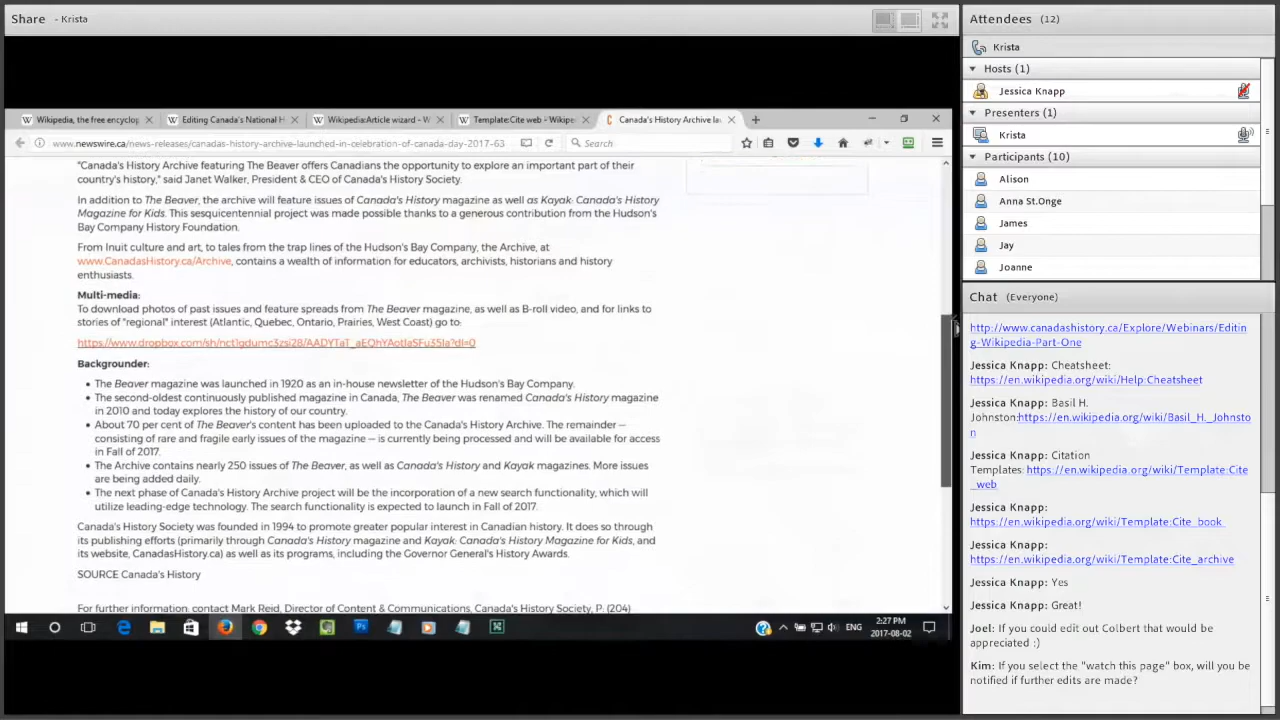 Share - Krista
Wikipedia, the free encyclop
Editing Canada's National H
Wikipedia:Article wizard - W
Template:Cite web - Wikipe
Canada's History Archive la
www.newswire.ca/news-releases/canadas-history-archive-launched-in-celebration-of-canada-day-2017-63
Search
"Canada's History Archive featuring The Beaver offers Canadians the opportunity to explore an important part of their
country's history," said Janet Walker, President & CEO of Canada's History Society.
In addition to The Beaver, the archive will feature issues of Canada's History magazine as well as Kayak: Canada's History
Magazine for Kids. This sesquicentennial project was made possible thanks to a generous contribution from the Hudson's
Bay Company History Foundation.
From Inuit culture and art, to tales from the trap lines of the Hudson's Bay Company, the Archive, at
www.CanadasHistory.ca/Archive, contains a wealth of information for educators, archivists, historians and history
enthusiasts.
Multi-media:
To download photos of past issues and feature spreads from The Beaver magazine, as well as B-roll video, and for links to
stories of "regional" interest (Atlantic, Quebec, Ontario, Prairies, West Coast) go to:
Backgrounder:
• The Beaver magazine was launched in 1920 as an in-house newsletter of the Hudson's Bay Company.
• The second-oldest continuously published magazine in Canada, The Beaver was renamed Canada's History magazine
in 2010 and today explores the history of our country.
• About 70 per cent of The Beaver's content has been uploaded to the Canada's History Archive. The remainder —
consisting of rare and fragile early issues of the magazine — is currently being processed and will be available for access
in Fall of 2017.
• The Archive contains nearly 250 issues of The Beaver, as well as Canada's History and Kayak magazines. More issues
are being added daily.
• The next phase of Canada's History Archive project will be the incorporation of a new search functionality, which will
utilize leading-edge technology. The search functionality is expected to launch in Fall of 2017.
Canada's History Society was founded in 1994 to promote greater popular interest in Canadian history. It does so through
its publishing efforts (primarily through Canada's History magazine and Kayak: Canada's History Magazine for Kids, and
its website, CanadasHistory.ca) as well as its programs, including the Governor General's History Awards.
SOURCE Canada's History
For further information: contact Mark Reid, Director of Content & Communications, Canada's History Society, P: (204)
ENG
2:27 PM
2017-08-02
Attendees (12)
Krista
Hosts (1)
Jessica Knapp
Presenters (1)
Krista
Participants (10)
Alison
Anna St.Onge
James
Jay
Joanne
Chat (Everyone)
http://www.canadashistory.ca/Explore/Webinars/Editin
g-Wikipedia-Part-One
Jessica Knapp: Cheatsheet:
https://en.wikipedia.org/wiki/Help:Cheatsheet
Jessica Knapp: Basil H.
Johnston:https://en.wikipedia.org/wiki/Basil_H._Johnsto
n
Jessica Knapp: Citation
Templates: https://en.wikipedia.org/wiki/Template:Cite
_web
Jessica Knapp:
https://en.wikipedia.org/wiki/Template:Cite_book
Jessica Knapp:
https://en.wikipedia.org/wiki/Template:Cite_archive
Jessica Knapp: Yes
Jessica Knapp: Great!
Joel: If you could edit out Colbert that would be
appreciated :)
Kim: If you select the "watch this page" box, will you be
notified if further edits are made?